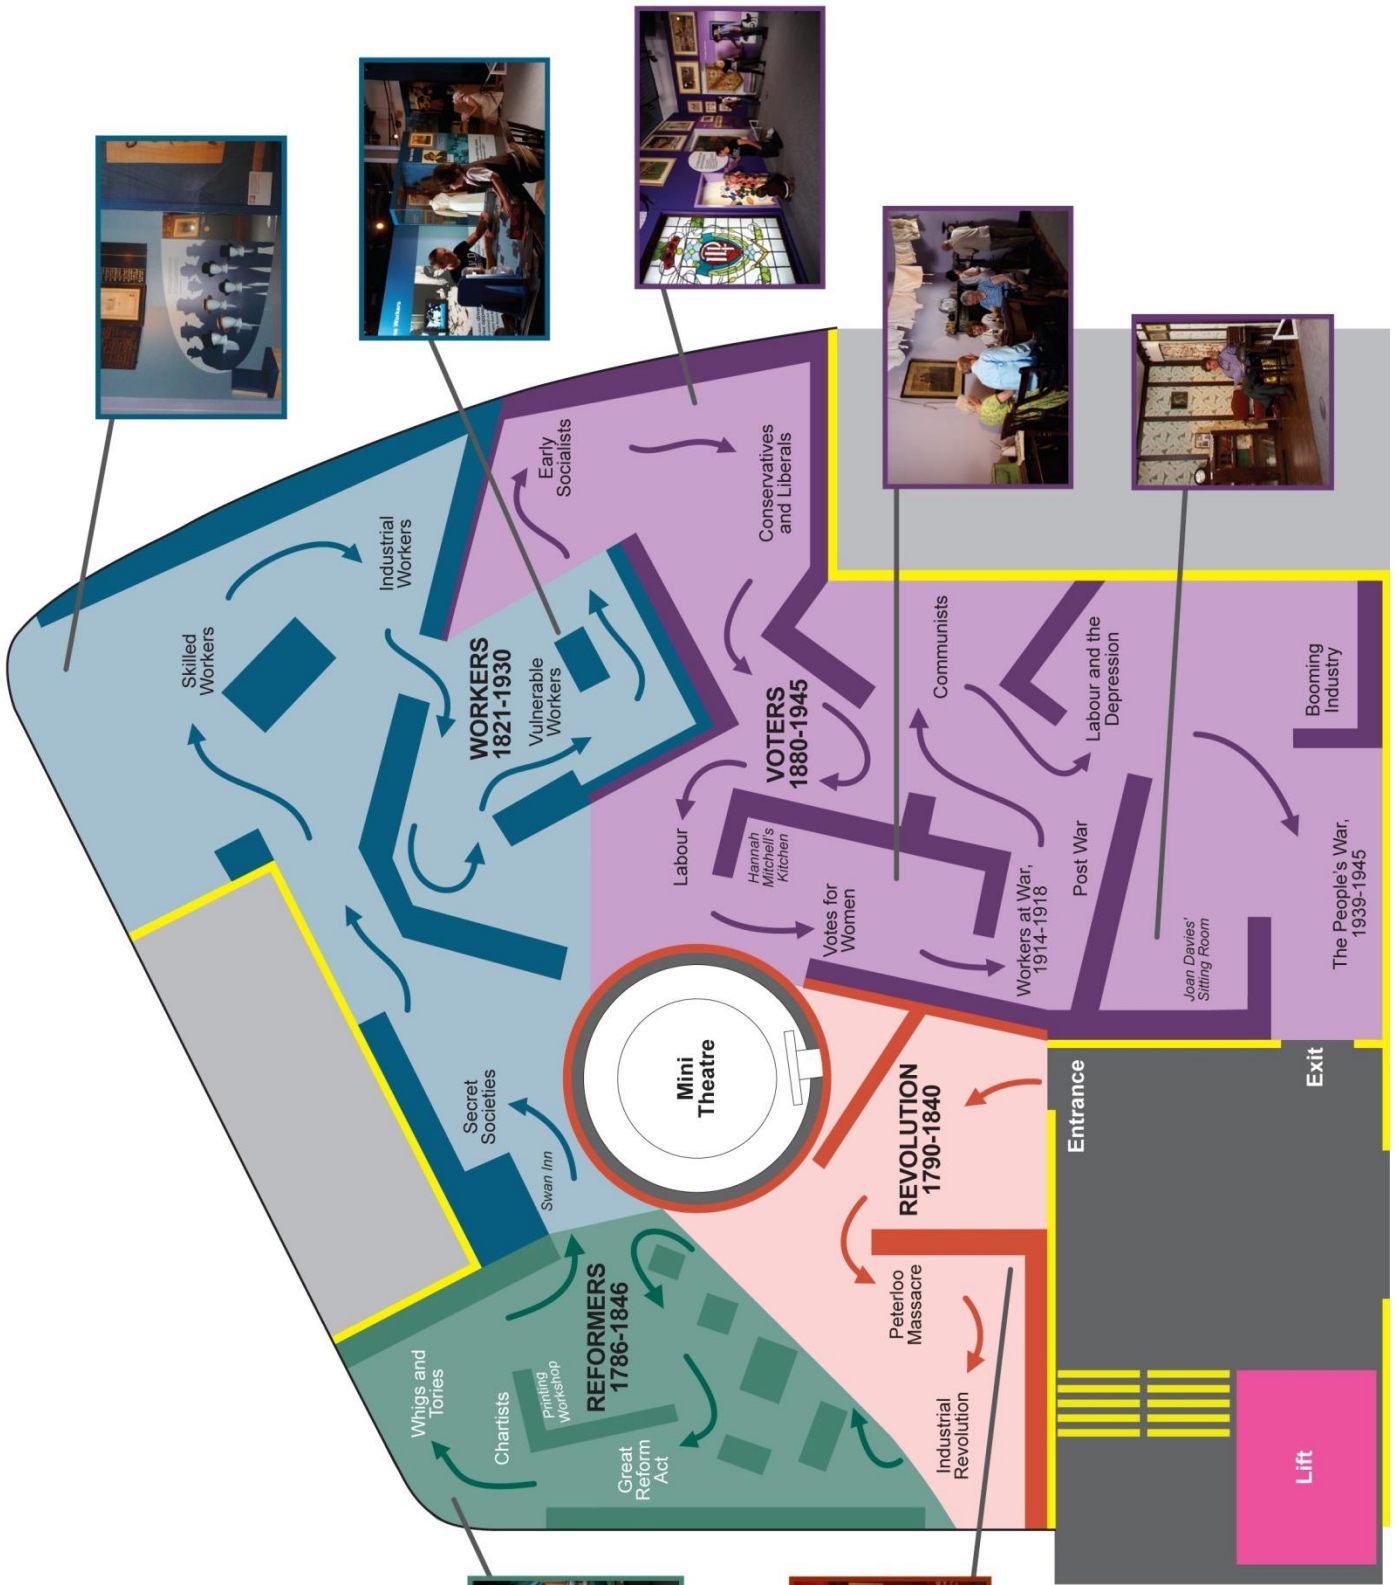 Skilled
Workers
Industrial
Workers
Early
Socialists
Conservatives
and Liberals
WORKERS
1821-1930
Vulnerable
Workers
VOTERS
1880-1945
Labour
Hannah
Mitchell's
Kitchen
Votes for
Women
Workers at War,
1914-1918
Communists
Labour and the
Depression
Post War
Booming
Industry
Joan Davies'
Sitting Room
The People's War,
1939-1945
Secret
Societies
Swan Inn
Mini
Theatre
REVOLUTION
1790-1840
Peterloo
Massacre
Industrial
Revolution
REFORMERS
1786-1846
Whigs and
Tories
Chartists
Printing
Workshop
Great
Reform
Act
Entrance
Exit
Lift